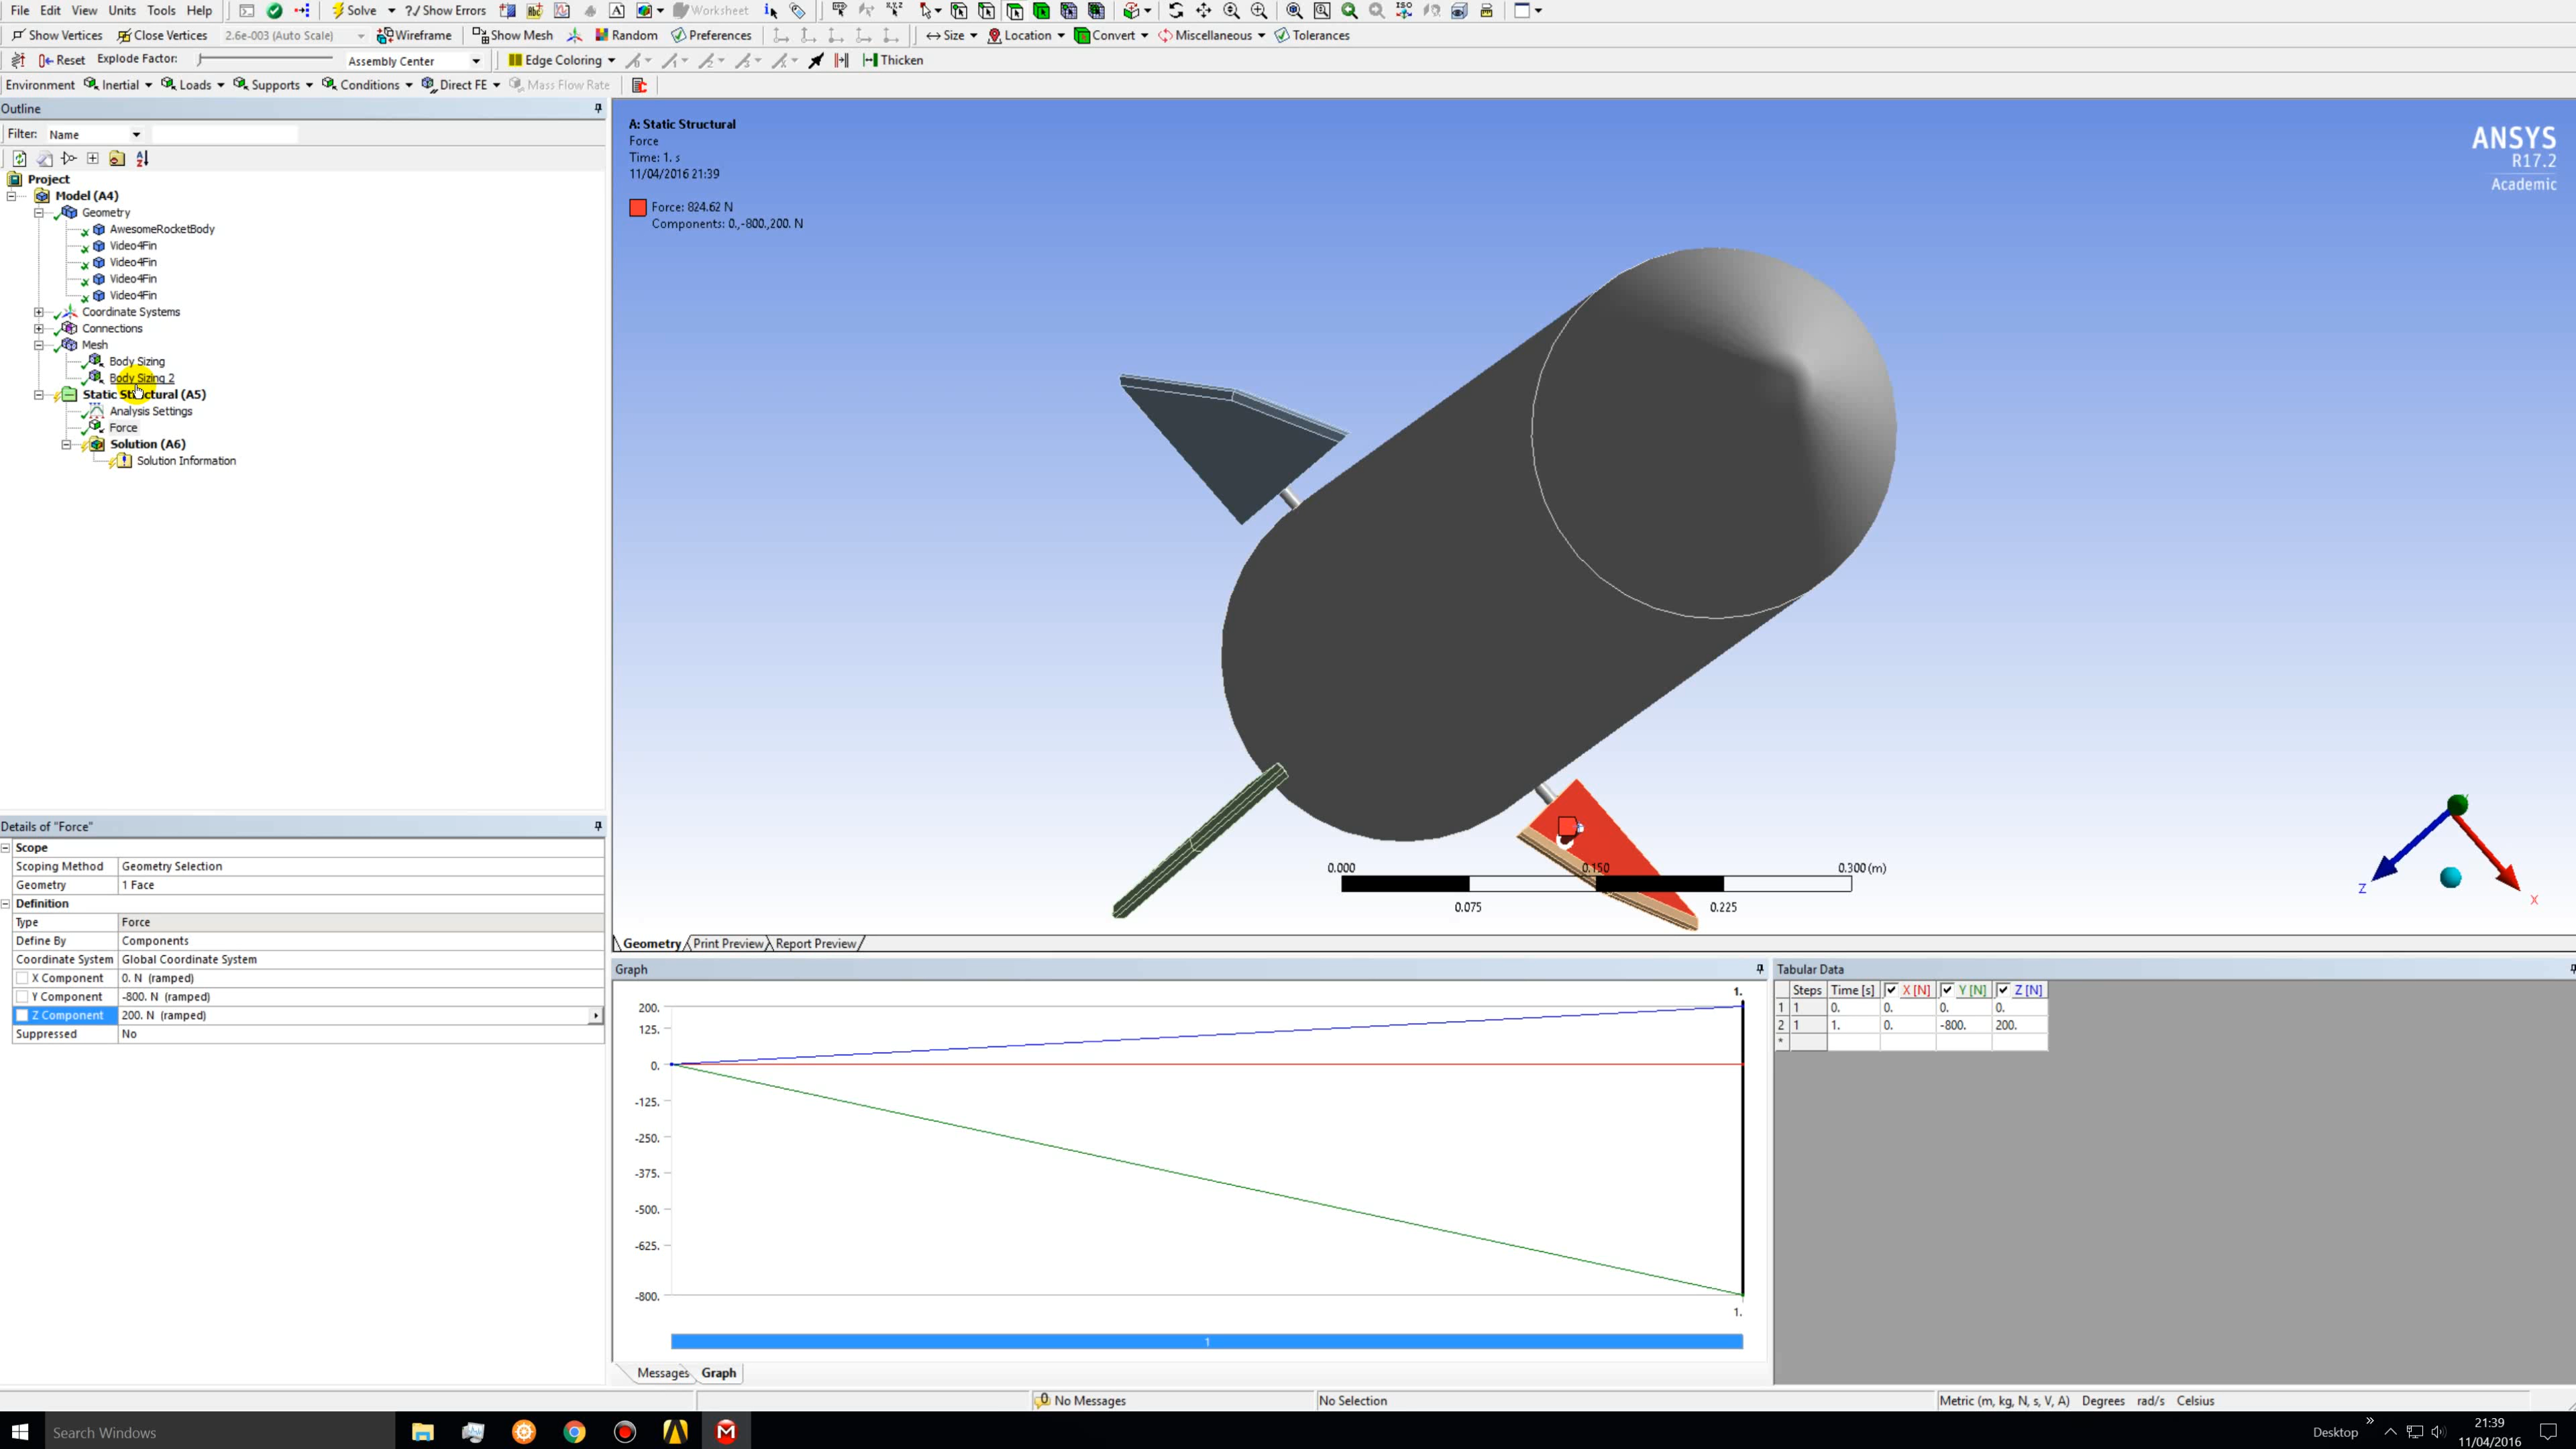 File Edit View Units Tools Help Solve Show Errors Worksheet
Show Vertices Close Vertices 2.6e-003 (Auto Scale) Wireframe Show Mesh Random Preferences Size Location Convert Miscellaneous Tolerances
Reset Explode Factor: Assembly Center Edge Coloring Thicken
Environment Inertial Loads Supports Conditions Direct FE Mass Flow Rate
Outline
Filter: Name
Project
Model (A4)
Geometry
AwesomeRocketBody
Video4Fin
Video4Fin
Video4Fin
Video4Fin
Coordinate Systems
Connections
Mesh
Body Sizing
Body Sizing 2
Static Structural (A5)
Analysis Settings
Force
Solution (A6)
Solution Information
A: Static Structural
Force
Time: 1. s
11/04/2016 21:39
Force: 824.62 N
Components: 0.,-800.,200. N
ANSYS
R17.2
Academic
0.000 0.150 0.300 (m)
0.075 0.225
Z X
Geometry Print Preview Report Preview
Details of "Force"
Scope
Scoping Method Geometry Selection
Geometry 1 Face
Definition
Type Force
Define By Components
Coordinate System Global Coordinate System
X Component 0. N (ramped)
Y Component -800. N (ramped)
Z Component 200. N (ramped)
Suppressed No
Graph
1.
200.
125.
0.
-125.
-250.
-375.
-500.
-625.
-800.
1.
1
Messages Graph
Tabular Data
Steps Time [s] X [N] Y [N] Z [N]
1 1 0. 0. 0. 0.
2 1 1. 0. -800. 200.
*
No Messages No Selection Metric (m, kg, N, s, V, A) Degrees rad/s Celsius
Search Windows
Desktop
21:39
11/04/2016